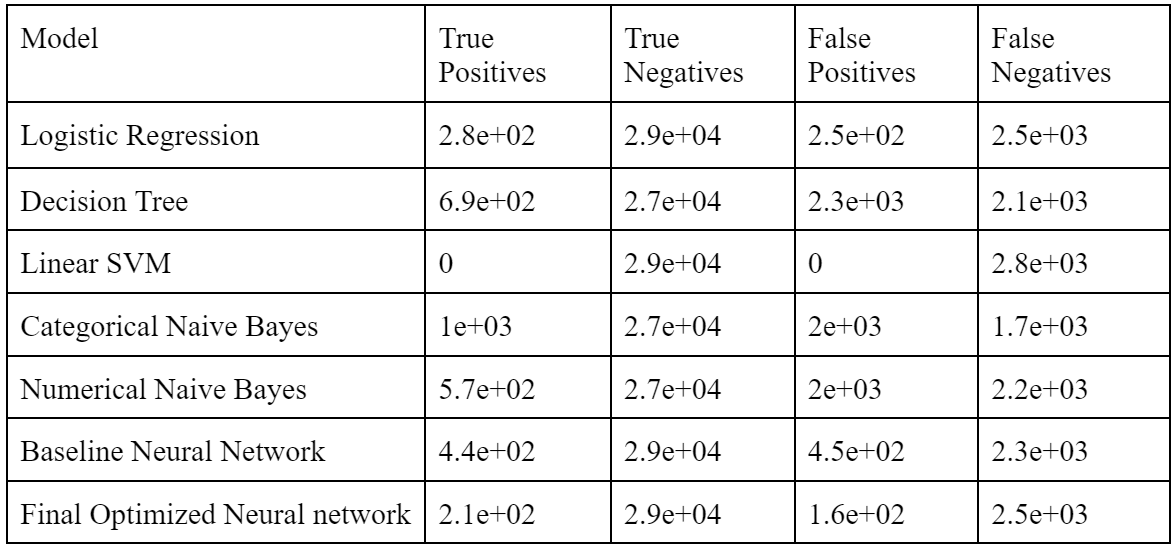 Model True Positives True Negatives False Positives False Negatives
Logistic Regression 2.8e+02 2.9e+04 2.5e+02 2.5e+03
Decision Tree 6.9e+02 2.7e+04 2.3e+03 2.1e+03
Linear SVM 0 2.9e+04 0 2.8e+03
Categorical Naive Bayes 1e+03 2.7e+04 2e+03 1.7e+03
Numerical Naive Bayes 5.7e+02 2.7e+04 2e+03 2.2e+03
Baseline Neural Network 4.4e+02 2.9e+04 4.5e+02 2.3e+03
Final Optimized Neural network 2.1e+02 2.9e+04 1.6e+02 2.5e+03